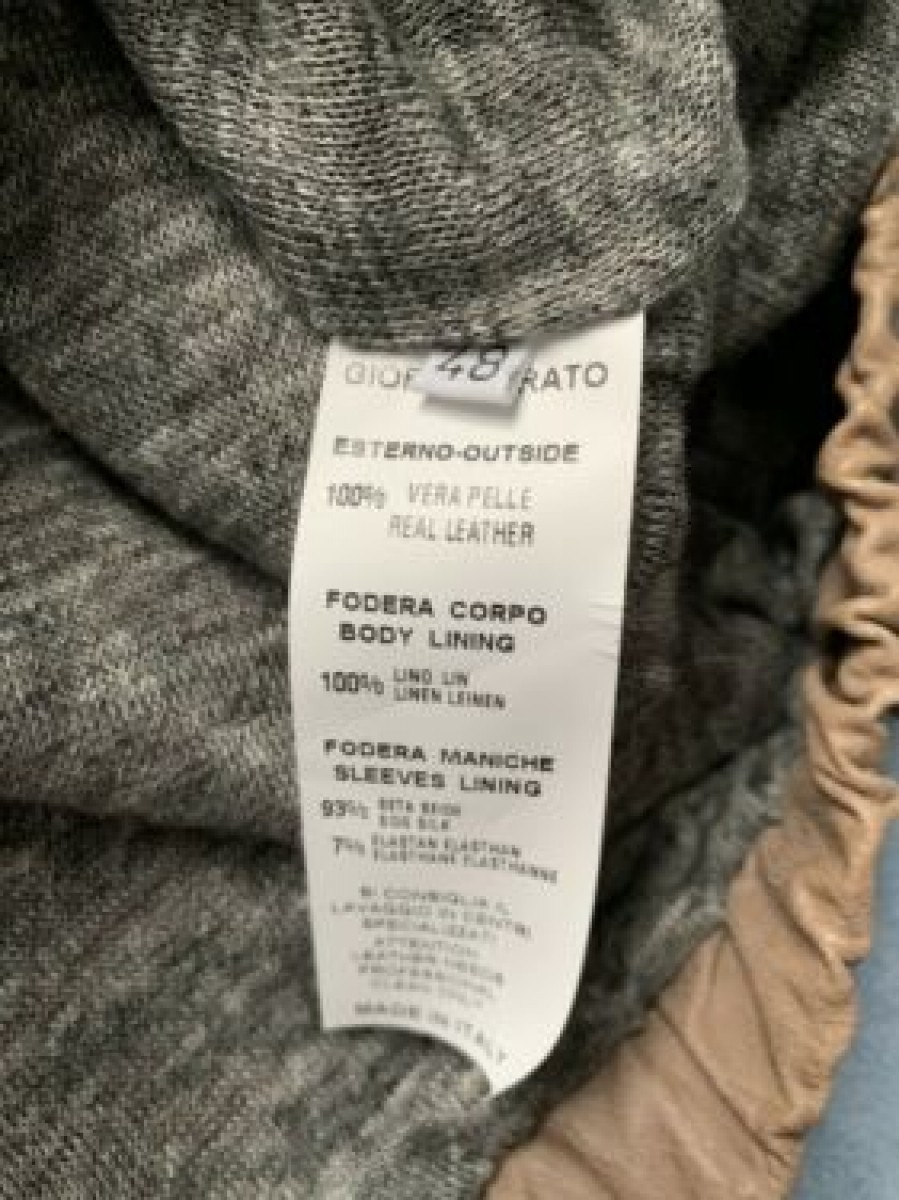 48
GIOR RATO
ESTERNO-OUTSIDE
100% VERA PELLE
REAL LEATHER
FODERA CORPO
BODY LINING
100% LINO LIN
LINEN LEINEN
FODERA MANICHE
SLEEVES LINING
93% SETA
SILK
7% ELASTAN ELASTHAN
ELASTHANE ELASTHANNE
SI CONSIGLIA IL
LAVAGGIO IN CENTRI
SPECIALIZZATI
ATTENTION
LEATHER NEEDS
PROFESSIONAL
CLEAN ONLY
MADE IN ITALY